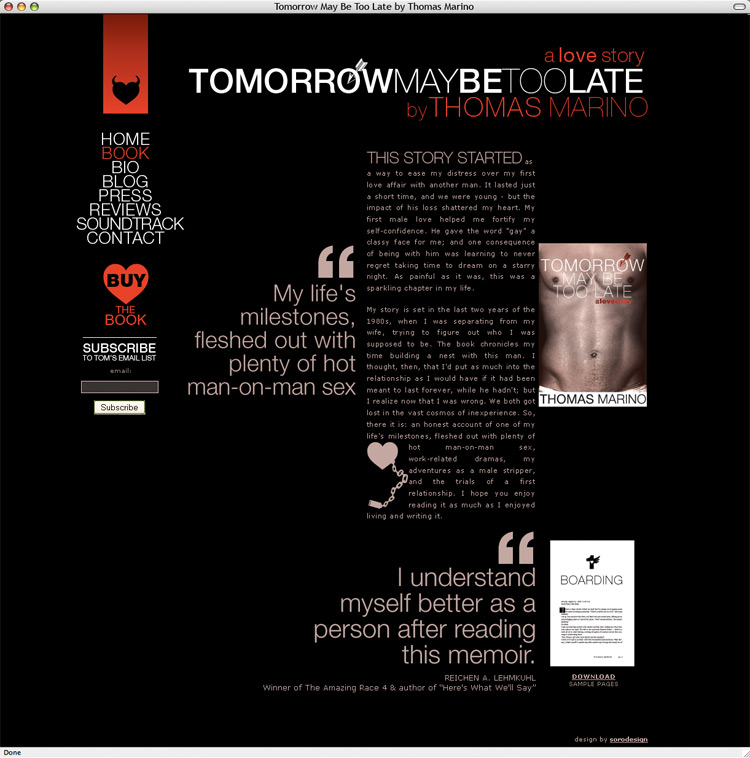 Tomorrow May Be Too Late by Thomas Marino
a love story
TOMORROWMAYBETOOLATE
by THOMAS MARINO
HOME
BOOK
BIO
BLOG
PRESS
REVIEWS
SOUNDTRACK
CONTACT
BUY
THE
BOOK
SUBSCRIBE
TO TOM'S EMAIL LIST
email:
Subscribe
“
My life's
milestones,
fleshed out with
plenty of hot
man-on-man sex
THIS STORY STARTED as
a way to ease my distress over my first
love affair with another man. It lasted just
a short time, and we were young - but the
impact of his loss shattered my heart. My
first male love helped me fortify my
self-confidence. He gave the word "gay" a
classy face for me; and one consequence
of being with him was learning to never
regret taking time to dream on a starry
night. As painful as it was, this was a
sparkling chapter in my life.
My story is set in the last two years of the
1980s, when I was separating from my
wife, trying to figure out who I was
supposed to be. The book chronicles my
time building a nest with this man. I
thought, then, that I'd put as much into the
relationship as I would have if it had been
meant to last forever, while he hadn't; but
I realize now that I was wrong. We both got
lost in the vast cosmos of inexperience. So,
there it is: an honest account of one of my
life's milestones, fleshed out with plenty of
hot man-on-man sex,
work-related dramas, my
adventures as a male stripper,
and the trials of a first
relationship. I hope you enjoy
reading it as much as I enjoyed
living and writing it.
TOMORROW
MAY BE
TOO LATE
a love story
THOMAS MARINO
“
I understand
myself better as a
person after reading
this memoir.
REICHEN A. LEHMKUHL
Winner of The Amazing Race 4 & author of "Here's What We'll Say"
BOARDING
DOWNLOAD
SAMPLE PAGES
design by sorodesign
Done